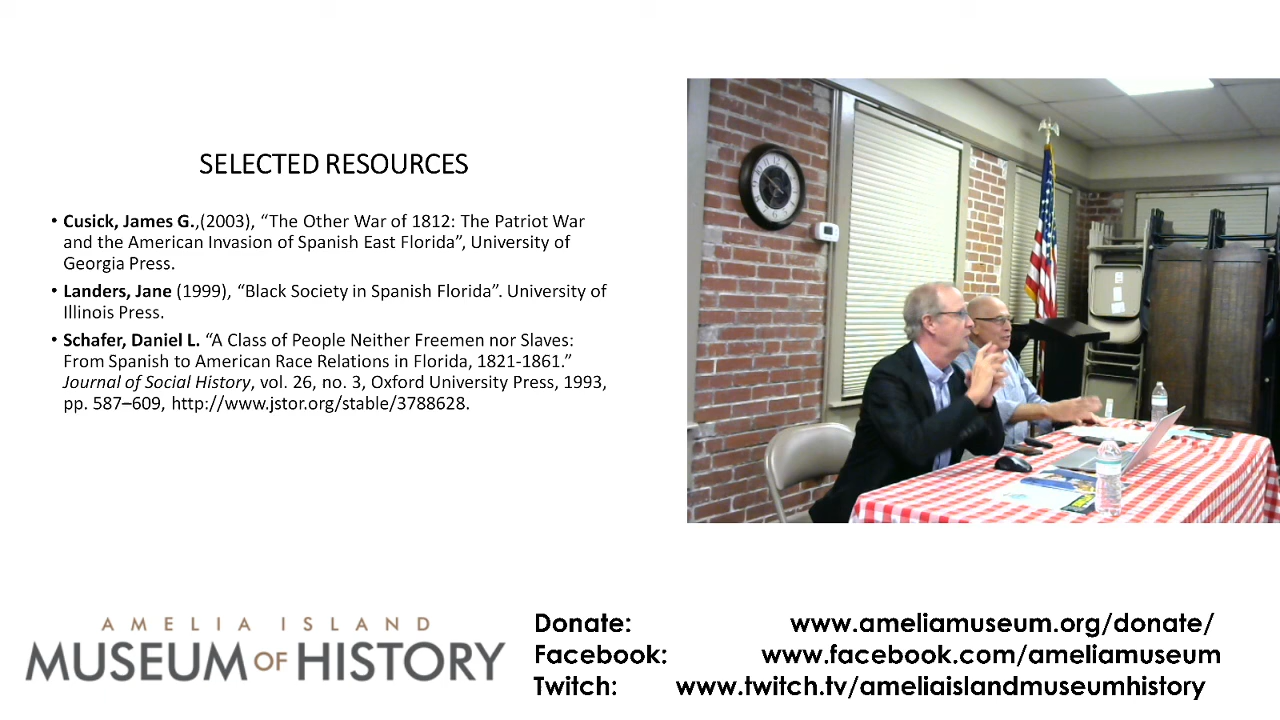 SELECTED RESOURCES
• Cusick, James G.,(2003), “The Other War of 1812: The Patriot War
and the American Invasion of Spanish East Florida”, University of
Georgia Press.
• Landers, Jane (1999), “Black Society in Spanish Florida”. University of
Illinois Press.
• Schafer, Daniel L. “A Class of People Neither Freemen nor Slaves:
From Spanish to American Race Relations in Florida, 1821-1861.”
Journal of Social History, vol. 26, no. 3, Oxford University Press, 1993,
pp. 587–609, http://www.jstor.org/stable/3788628.
AMELIA ISLAND
MUSEUM OF HISTORY
Donate: www.ameliamuseum.org/donate/
Facebook: www.facebook.com/ameliamuseum
Twitch: www.twitch.tv/ameliaislandmuseumhistory